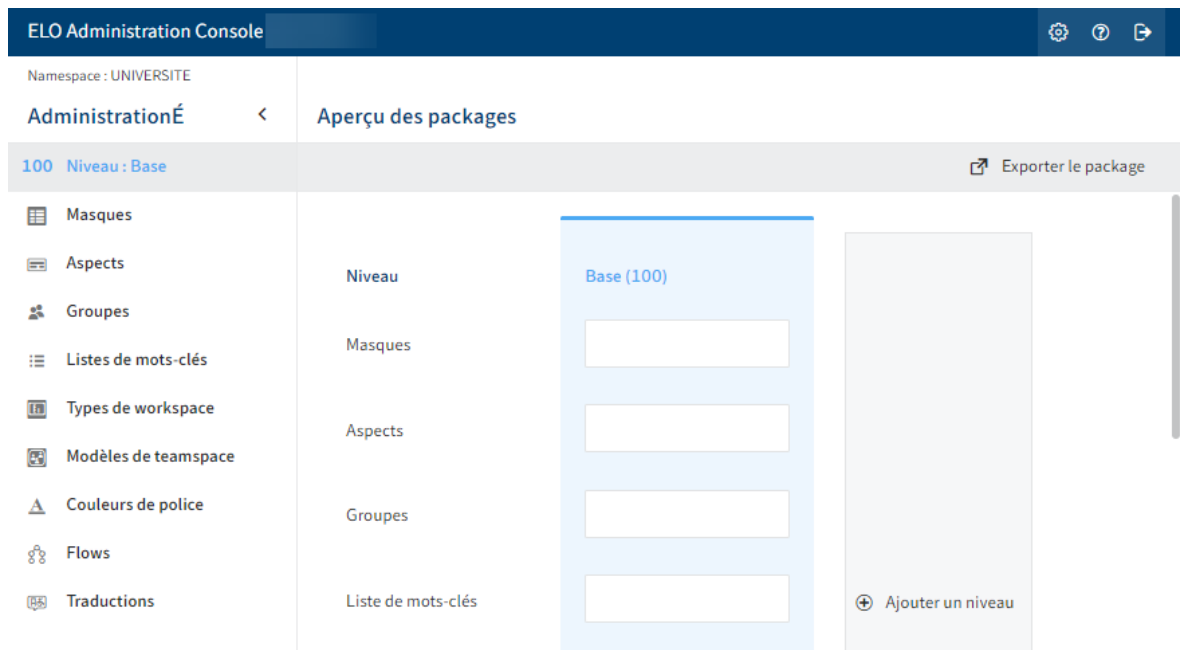 ELO Administration Console
Namespace : UNIVERSITE
AdministrationÉ
Aperçu des packages
100 Niveau : Base
Exporter le package
Masques
Aspects
Groupes
Listes de mots-clés
Types de workspace
Modèles de teamspace
Couleurs de police
Flows
Traductions
Niveau
Base (100)
Masques
Aspects
Groupes
Liste de mots-clés
Ajouter un niveau